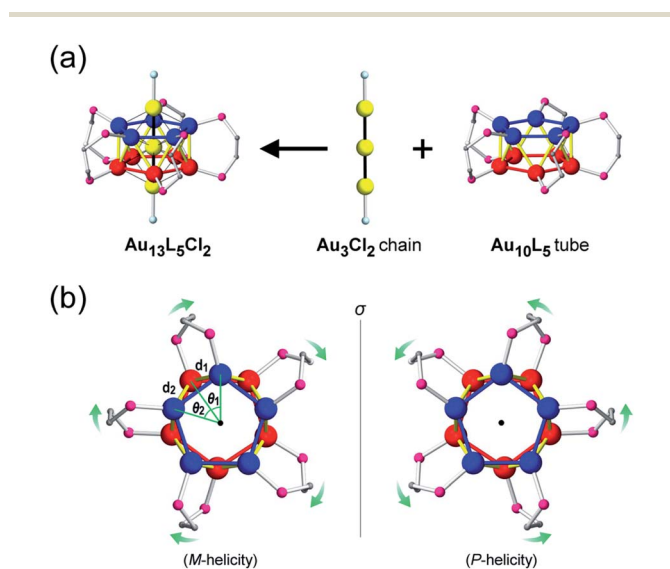 (a)
+
Au13L5Cl2
Au3Cl2 chain
Au10L5 tube
(b)
σ
d1
d2
θ1
θ2
(M-helicity)
(P-helicity)